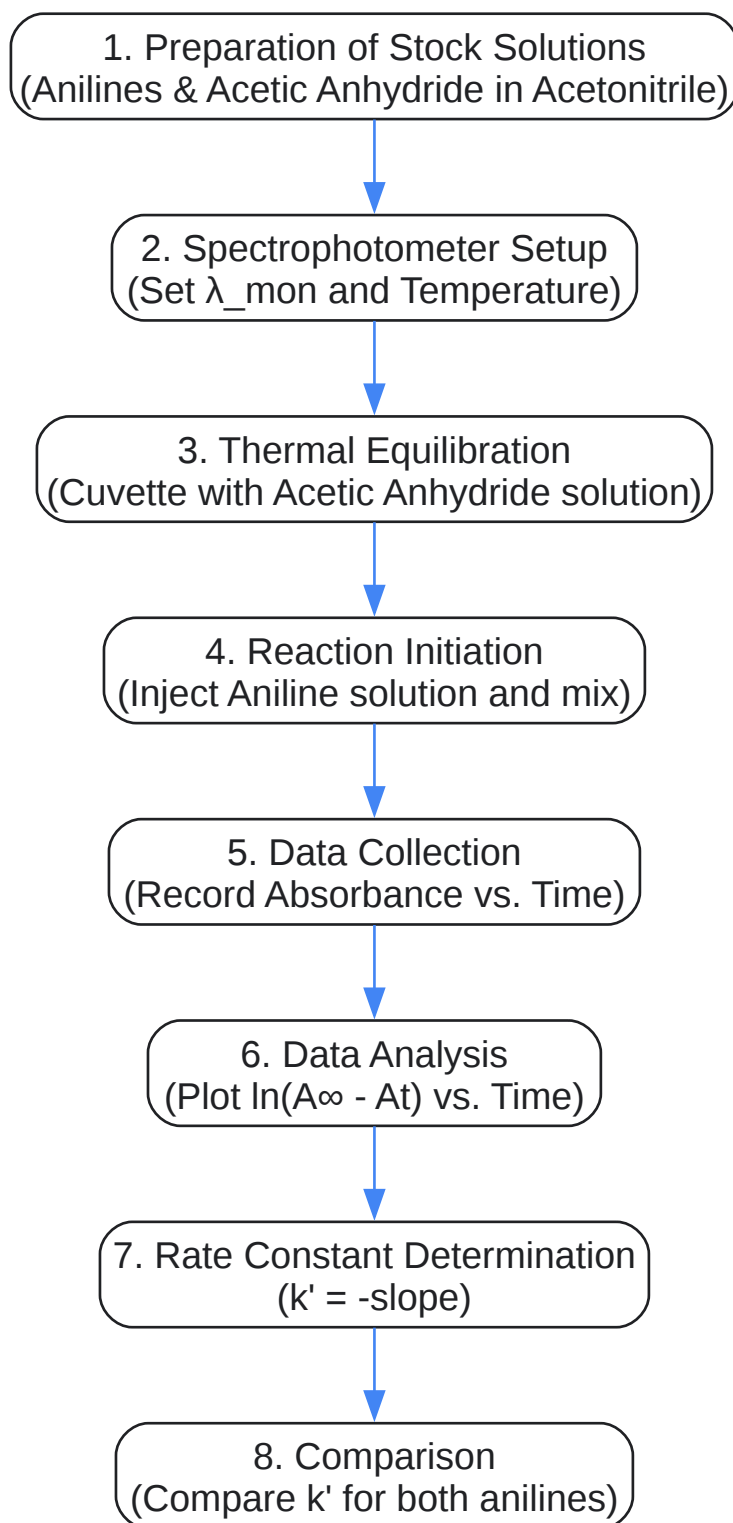 1. Preparation of Stock Solutions
(Anilines & Acetic Anhydride in Acetonitrile)
2. Spectrophotometer Setup
(Set λ_mon and Temperature)
3. Thermal Equilibration
(Cuvette with Acetic Anhydride solution)
4. Reaction Initiation
(Inject Aniline solution and mix)
5. Data Collection
(Record Absorbance vs. Time)
6. Data Analysis
(Plot ln(A∞ - At) vs. Time)
7. Rate Constant Determination
(k' = -slope)
8. Comparison
(Compare k' for both anilines)